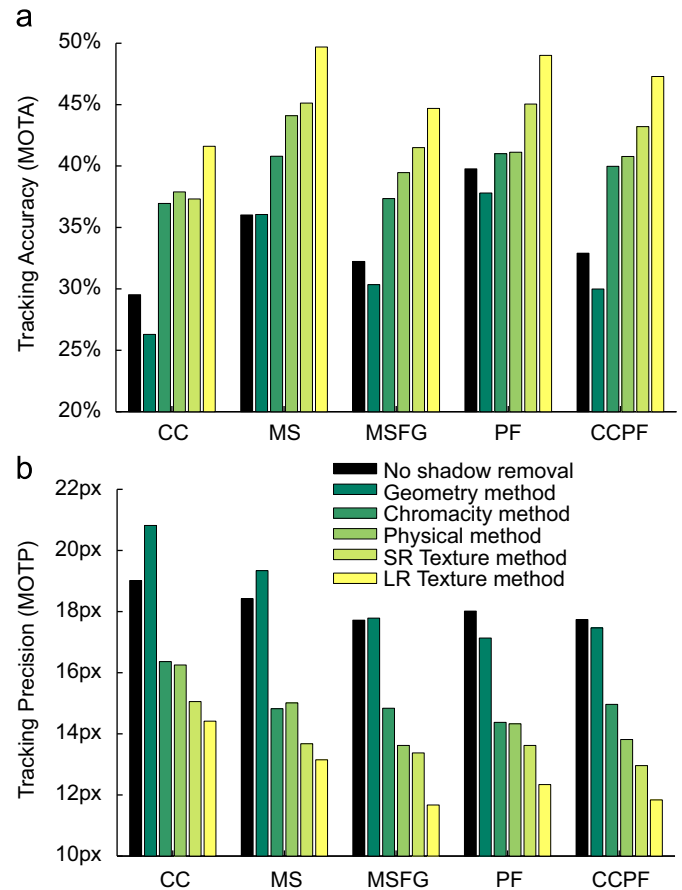 a
Tracking Accuracy (MOTA)
50%
45%
40%
35%
30%
25%
20%
CC MS MSFG PF CCPF
b
Tracking Precision (MOTP)
22px
20px
18px
16px
14px
12px
10px
No shadow removal
Geometry method
Chromacity method
Physical method
SR Texture method
LR Texture method
CC MS MSFG PF CCPF